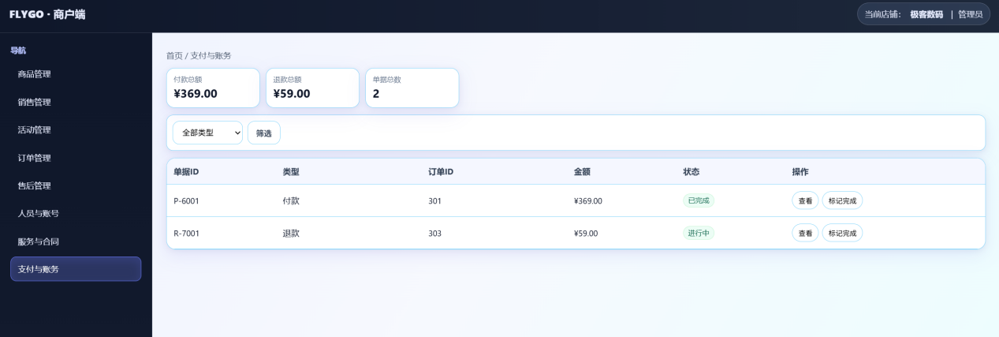 FLYGO · 商户端
当前店铺： 极客数码 | 管理员
导航
商品管理
销售管理
活动管理
订单管理
售后管理
人员与账号
服务与合同
支付与账务
首页 / 支付与账务
付款总额
¥369.00
退款总额
¥59.00
单据总数
2
全部类型 筛选
单据ID 类型 订单ID 金额 状态 操作
P-6001 付款 301 ¥369.00 已完成 查看 标记完成
R-7001 退款 303 ¥59.00 进行中 查看 标记完成